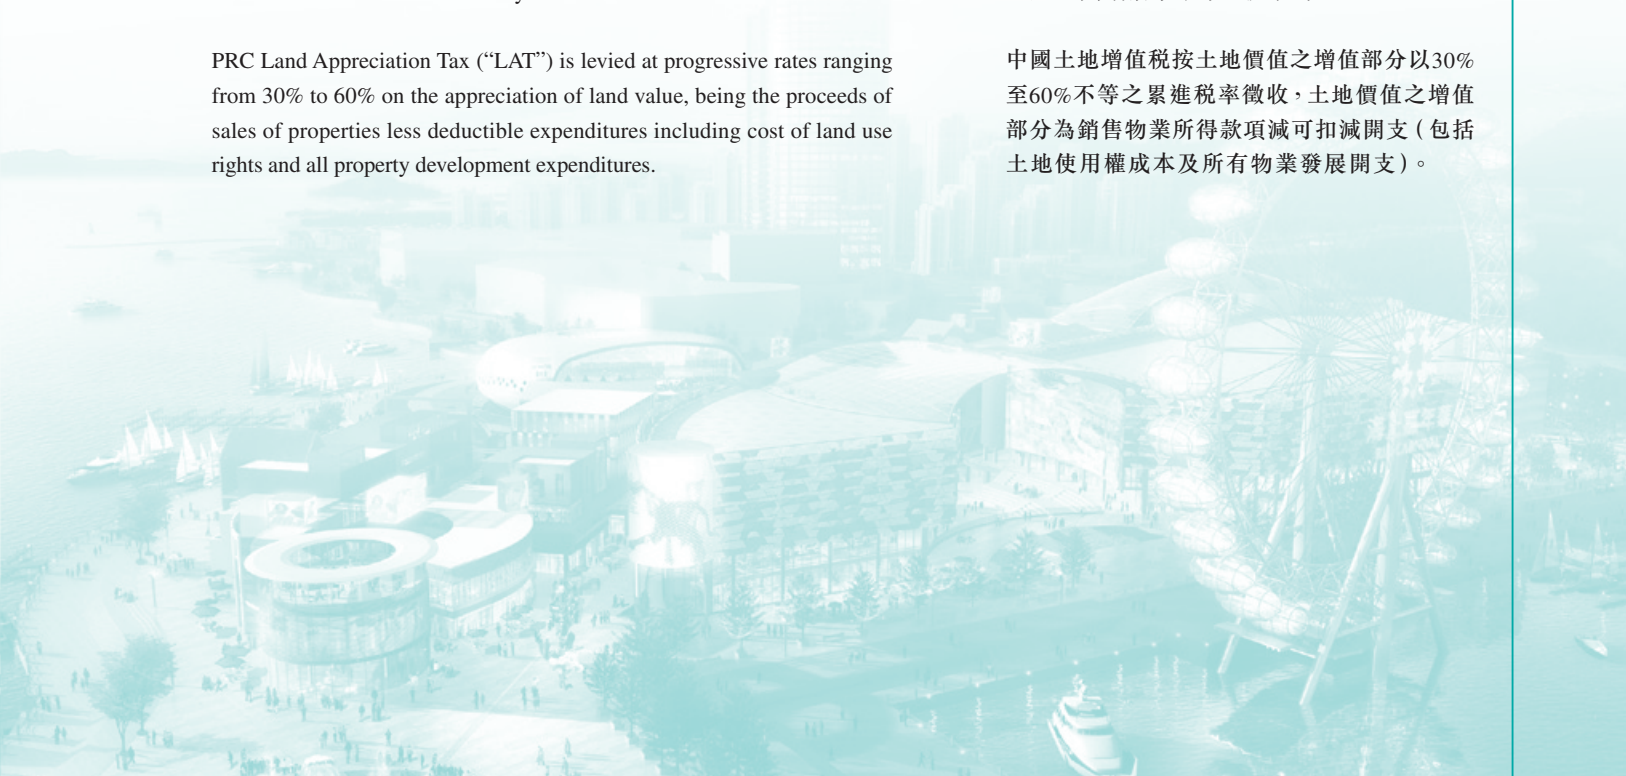 PRC Land Appreciation Tax (“LAT”) is levied at progressive rates ranging
from 30% to 60% on the appreciation of land value, being the proceeds of
sales of properties less deductible expenditures including cost of land use
rights and all property development expenditures.
中國土地增值税按土地價值之增值部分以30%
至60%不等之累進税率徵收，土地價值之增值
部分為銷售物業所得款項減可扣減開支（包括
土地使用權成本及所有物業發展開支）。